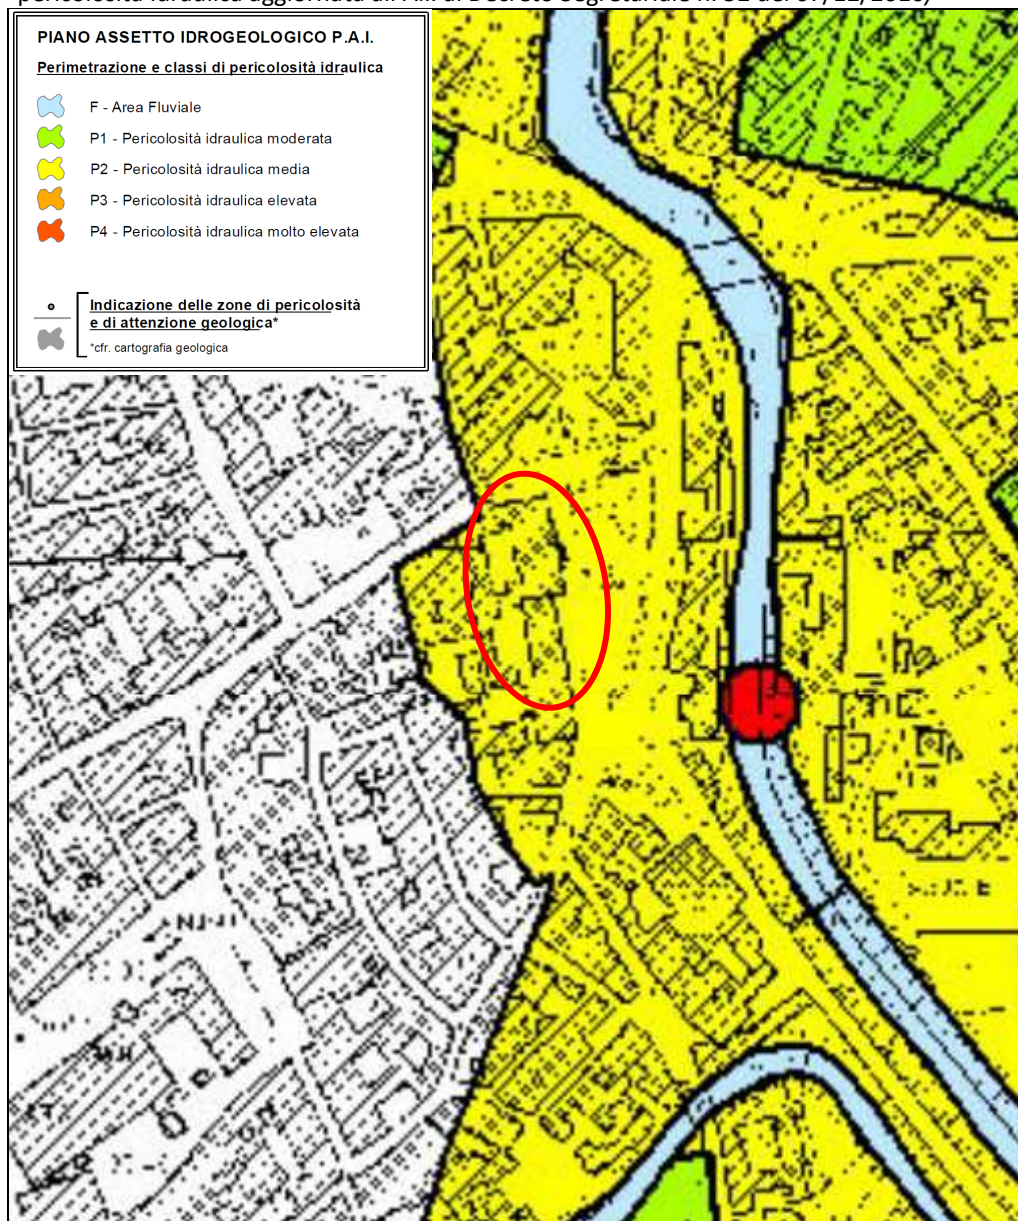 PIANO ASSETTO IDROGEOLOGICO P.A.I.
Perimetrazione e classi di pericolosità idraulica
F - Area Fluviale
P1 - Pericolosità idraulica moderata
P2 - Pericolosità idraulica media
P3 - Pericolosità idraulica elevata
P4 - Pericolosità idraulica molto elevata
Indicazione delle zone di pericolosità
e di attenzione geologica*
*cfr. cartografia geologica